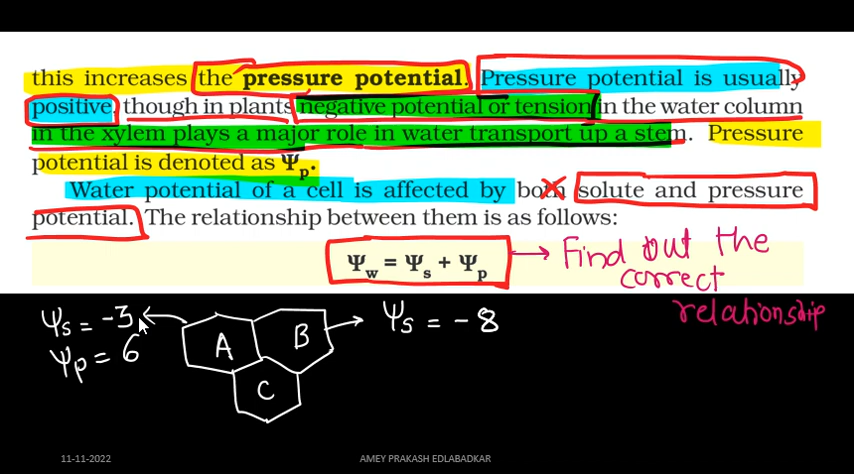 this increases the pressure potential. Pressure potential is usually
positive, though in plants negative potential or tension in the water column
in the xylem plays a major role in water transport up a stem. Pressure
potential is denoted as Ψp.
Water potential of a cell is affected by both solute and pressure
potential. The relationship between them is as follows:
Ψw = Ψs + Ψp
→ Find out the
correct
relationship
Ψs = -3
Ψp = 6
A
B
C
Ψs = - 8
11-11-2022
AMEY PRAKASH EDLABADKAR